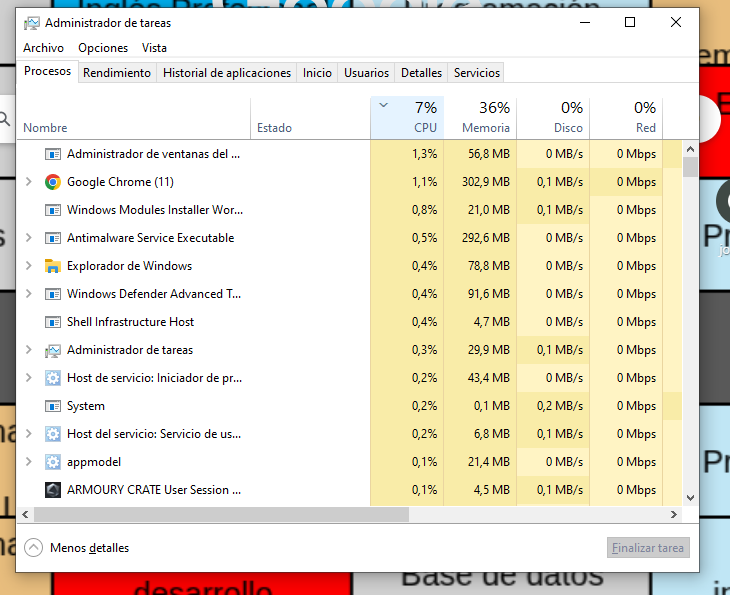 Administrador de tareas
Archivo Opciones Vista
Procesos Rendimiento Historial de aplicaciones Inicio Usuarios Detalles Servicios
7% 36% 0% 0%
Nombre Estado CPU Memoria Disco Red
Administrador de ventanas del ... 1,3% 56,8 MB 0 MB/s 0 Mbps
Google Chrome (11) 1,1% 302,9 MB 0,1 MB/s 0 Mbps
Windows Modules Installer Wor... 0,8% 21,0 MB 0,1 MB/s 0 Mbps
Antimalware Service Executable 0,5% 292,6 MB 0 MB/s 0 Mbps
Explorador de Windows 0,4% 78,8 MB 0 MB/s 0 Mbps
Windows Defender Advanced T... 0,4% 91,6 MB 0 MB/s 0 Mbps
Shell Infrastructure Host 0,4% 4,7 MB 0 MB/s 0 Mbps
Administrador de tareas 0,3% 29,9 MB 0,1 MB/s 0 Mbps
Host de servicio: Iniciador de pr... 0,2% 43,4 MB 0 MB/s 0 Mbps
System 0,2% 0,1 MB 0,2 MB/s 0 Mbps
Host del servicio: Servicio de us... 0,2% 6,8 MB 0,1 MB/s 0 Mbps
appmodel 0,1% 21,4 MB 0 MB/s 0 Mbps
ARMOURY CRATE User Session ... 0,1% 4,5 MB 0,1 MB/s 0 Mbps
Menos detalles Finalizar tarea
desarrollo Base de datos